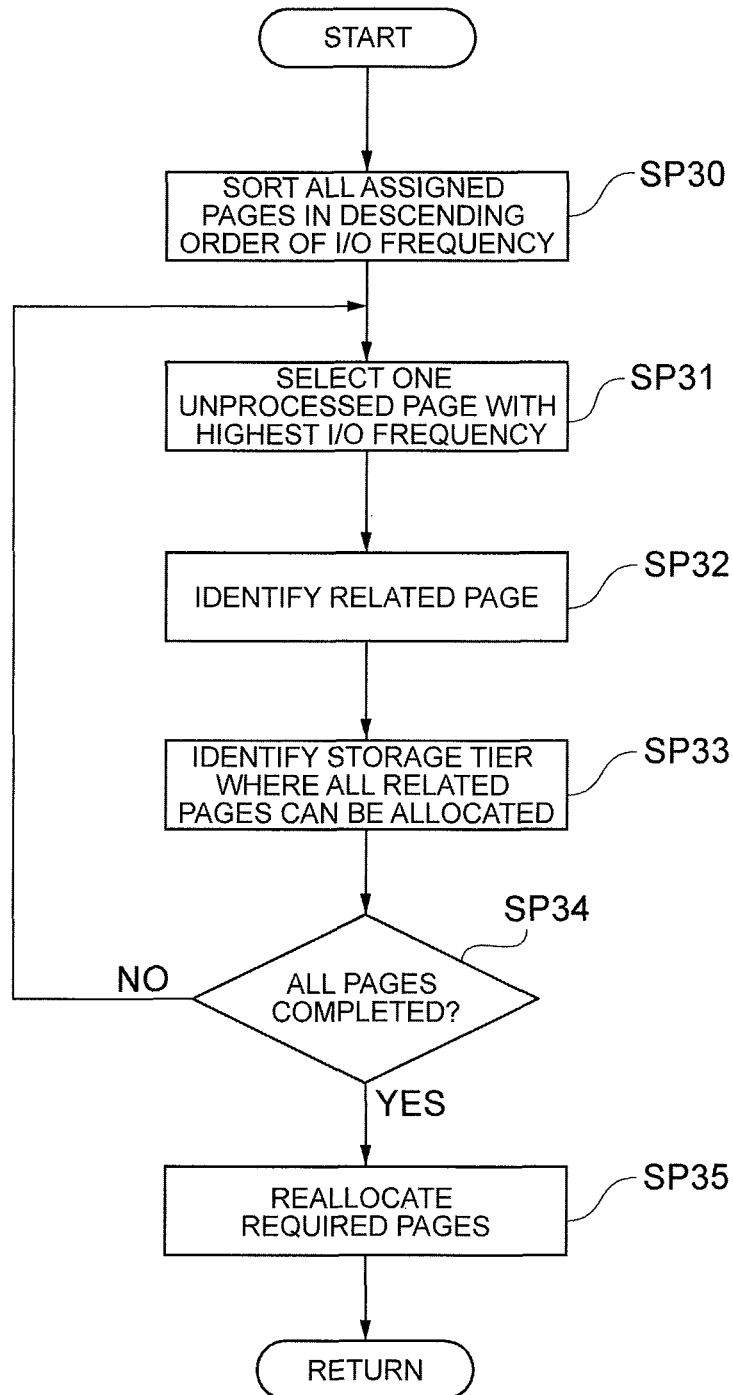 START
SORT ALL ASSIGNED
PAGES IN DESCENDING
ORDER OF I/O FREQUENCY
SP30
SELECT ONE
UNPROCESSED PAGE WITH
HIGHEST I/O FREQUENCY
SP31
IDENTIFY RELATED PAGE
SP32
IDENTIFY STORAGE TIER
WHERE ALL RELATED
PAGES CAN BE ALLOCATED
SP33
SP34
NO
ALL PAGES
COMPLETED?
YES
REALLOCATE
REQUIRED PAGES
SP35
RETURN